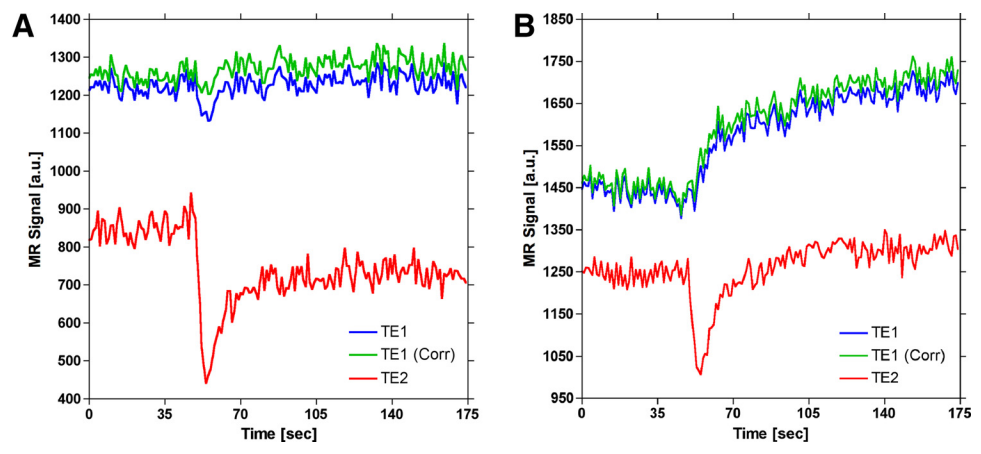 A
MR Signal [a.u.]
1400
1300
1200
1100
1000
900
800
700
600
500
400
0
35
70
105
140
175
Time [sec]
TE1
TE1 (Corr)
TE2
B
MR Signal [a.u.]
1850
1750
1650
1550
1450
1350
1250
1150
1050
950
0
35
70
105
140
175
Time [sec]
TE1
TE1 (Corr)
TE2